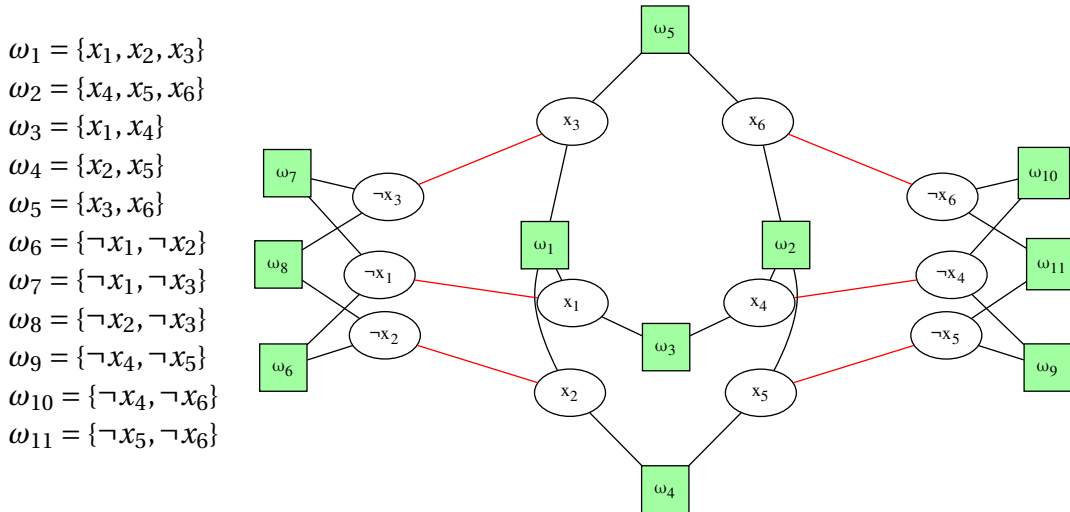 ω₁ = {x₁, x₂, x₃}
ω₂ = {x₄, x₅, x₆}
ω₃ = {x₁, x₄}
ω₄ = {x₂, x₅}
ω₅ = {x₃, x₆}
ω₆ = {¬x₁, ¬x₂}
ω₇ = {¬x₁, ¬x₃}
ω₈ = {¬x₂, ¬x₃}
ω₉ = {¬x₄, ¬x₅}
ω₁₀ = {¬x₄, ¬x₆}
ω₁₁ = {¬x₅, ¬x₆}
ω₅
x₃
x₆
ω₇
ω₁₀
¬x₃
¬x₆
ω₁
ω₂
ω₈
ω₁₁
¬x₁
¬x₄
x₁
x₄
¬x₂
¬x₅
ω₃
ω₆
ω₉
x₂
x₅
ω₄